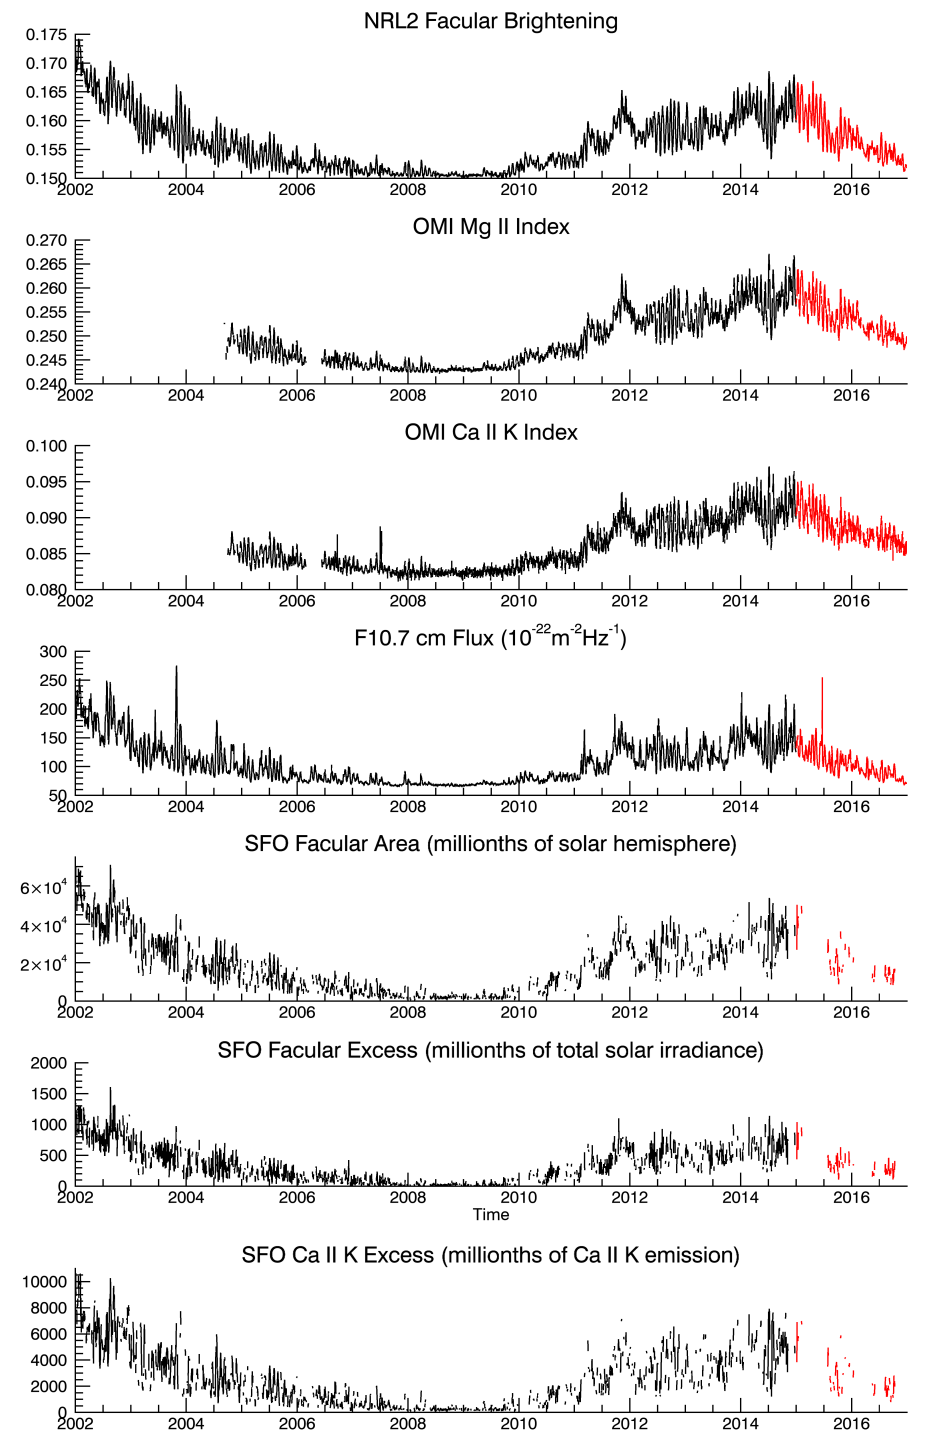 NRL2 Facular Brightening
0.175
0.170
0.165
0.160
0.155
0.150
2002 2004 2006 2008 2010 2012 2014 2016
OMI Mg II Index
0.270
0.265
0.260
0.255
0.250
0.245
0.240
2002 2004 2006 2008 2010 2012 2014 2016
OMI Ca II K Index
0.100
0.095
0.090
0.085
0.080
2002 2004 2006 2008 2010 2012 2014 2016
F10.7 cm Flux (10⁻²²m⁻²Hz⁻¹)
300
250
200
150
100
50
2002 2004 2006 2008 2010 2012 2014 2016
SFO Facular Area (millionths of solar hemisphere)
6×10⁴
4×10⁴
2×10⁴
0
2002 2004 2006 2008 2010 2012 2014 2016
SFO Facular Excess (millionths of total solar irradiance)
2000
1500
1000
500
0
2002 2004 2006 2008 2010 2012 2014 2016
Time
SFO Ca II K Excess (millionths of Ca II K emission)
10000
8000
6000
4000
2000
0
2002 2004 2006 2008 2010 2012 2014 2016